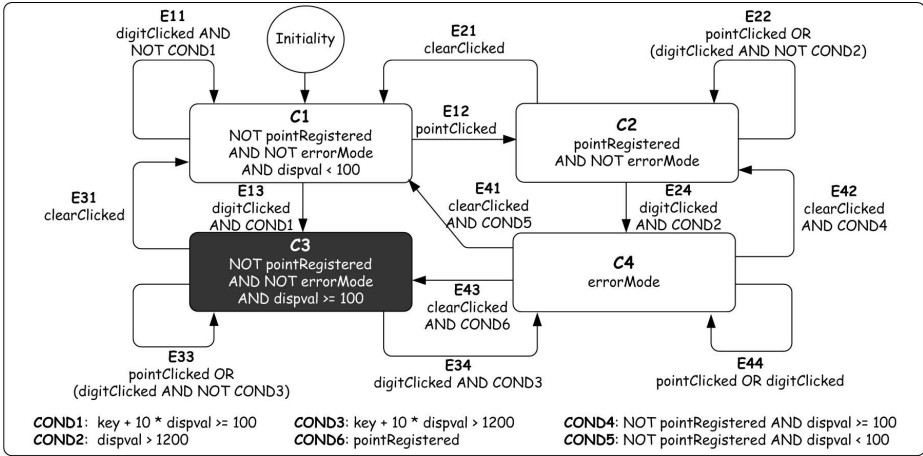 E11
digitClicked AND
NOT COND1
Initiality
E21
clearClicked
E22
pointClicked OR
(digitClicked AND NOT COND2)
C1
NOT pointRegistered
AND NOT errorMode
AND dispval < 100
E12
pointClicked
C2
pointRegistered
AND NOT errorMode
E31
clearClicked
E13
digitClicked
AND COND1
E41
clearClicked
AND COND5
E24
digitClicked
AND COND2
E42
clearClicked
AND COND4
C3
NOT pointRegistered
AND NOT errorMode
AND dispval >= 100
C4
errorMode
E43
clearClicked
AND COND6
E33
pointClicked OR
(digitClicked AND NOT COND3)
E34
digitClicked AND COND3
E44
pointClicked OR digitClicked
COND1: key + 10 * dispval >= 100
COND3: key + 10 * dispval > 1200
COND4: NOT pointRegistered AND dispval >= 100
COND2: dispval > 1200
COND6: pointRegistered
COND5: NOT pointRegistered AND dispval < 100